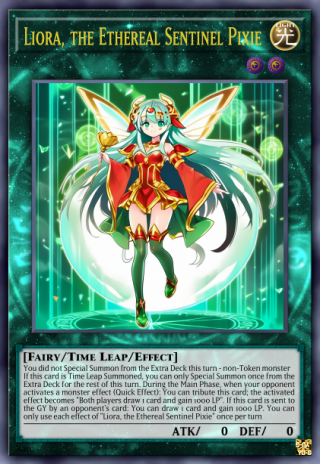 Liora, the Ethereal Sentinel Pixie
LIGHT
光
[Fairy/Time Leap/Effect]
You did not Special Summon from the Extra Deck this turn - non-Token monster
If this card is Time Leap Summoned, you can only Special Summon once from the
Extra Deck for the rest of this turn. During the Main Phase, when your opponent
activates a monster effect (Quick Effect): You can tribute this card; the activated
effect becomes "Both players draw 1 card and gain 1000 LP". If this card is sent to
the GY by an opponent's card: You can draw 1 card and gain 1000 LP. You can
only use each effect of "Liora, the Ethereal Sentinel Pixie" once per turn
ATK/ 0 DEF/ 0